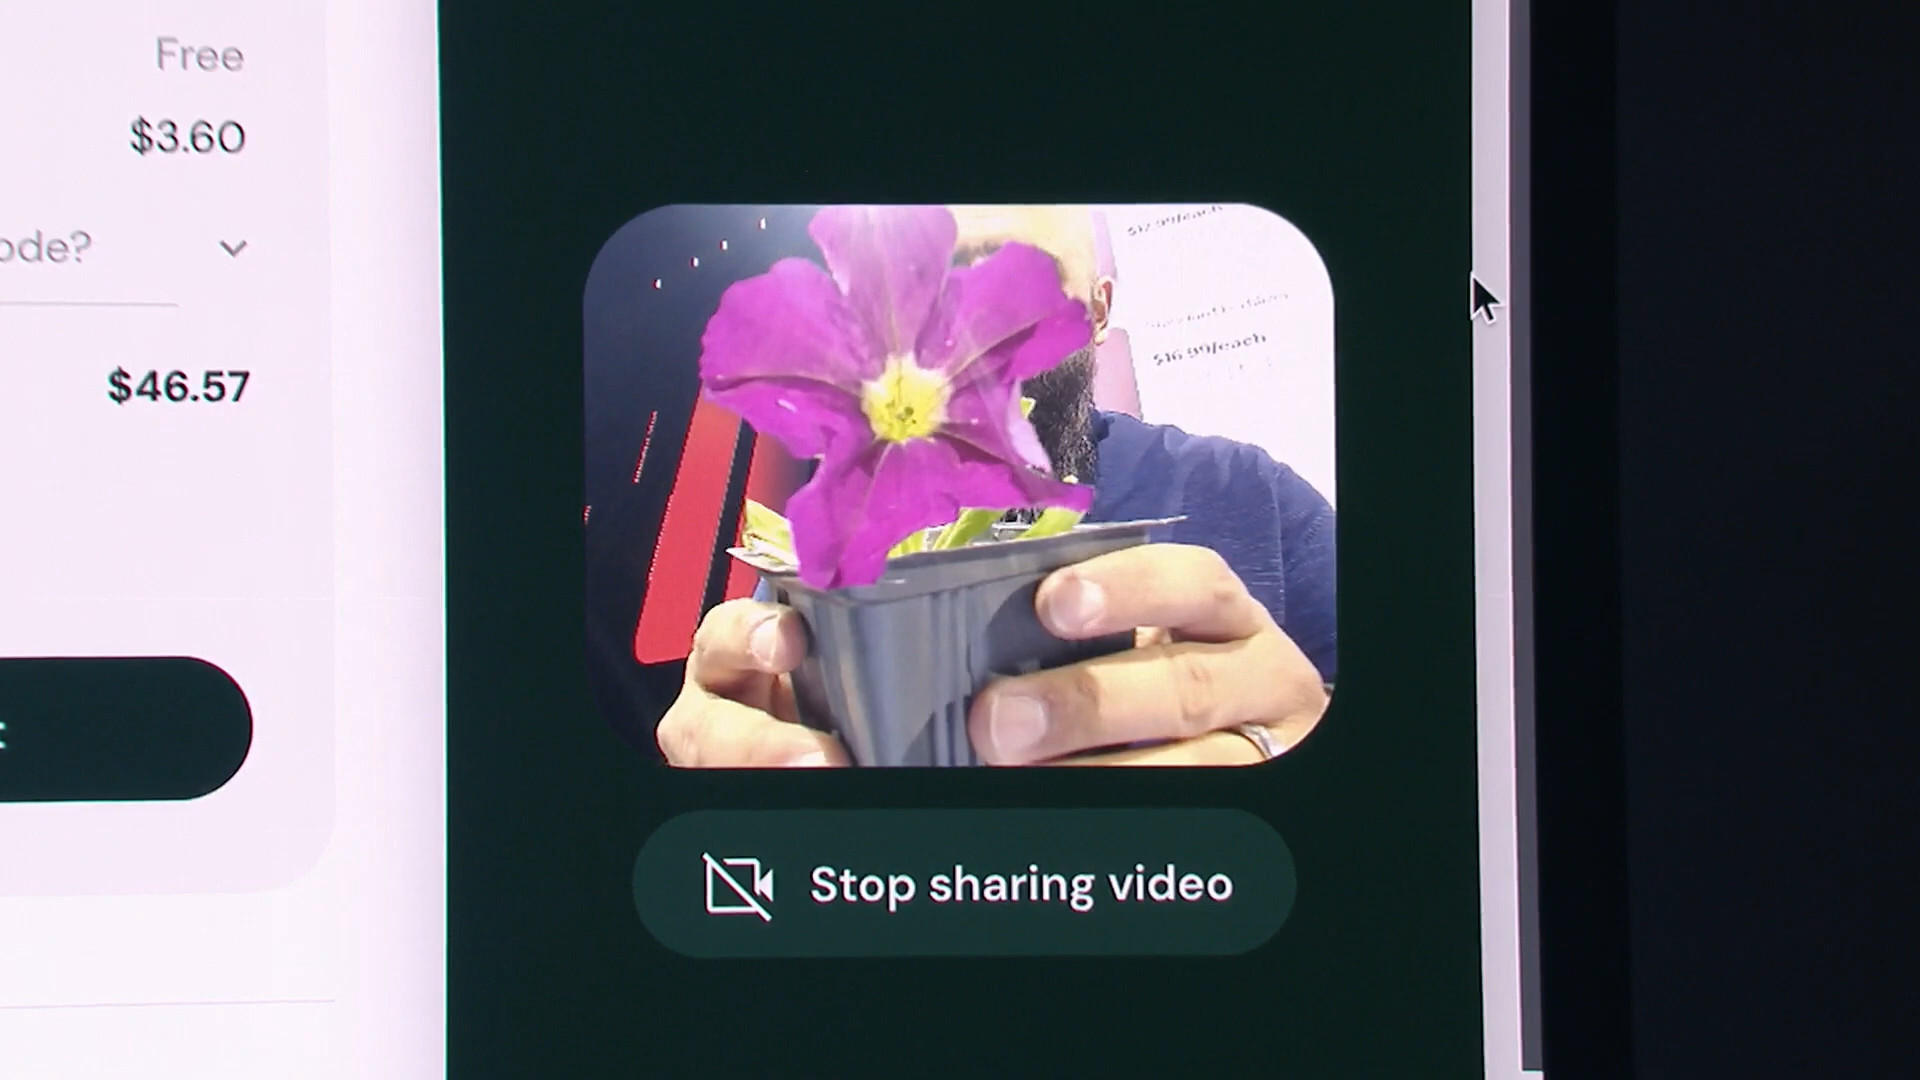 Free
$3.60
ode?
$46.57
$16.99/each
Stop sharing video